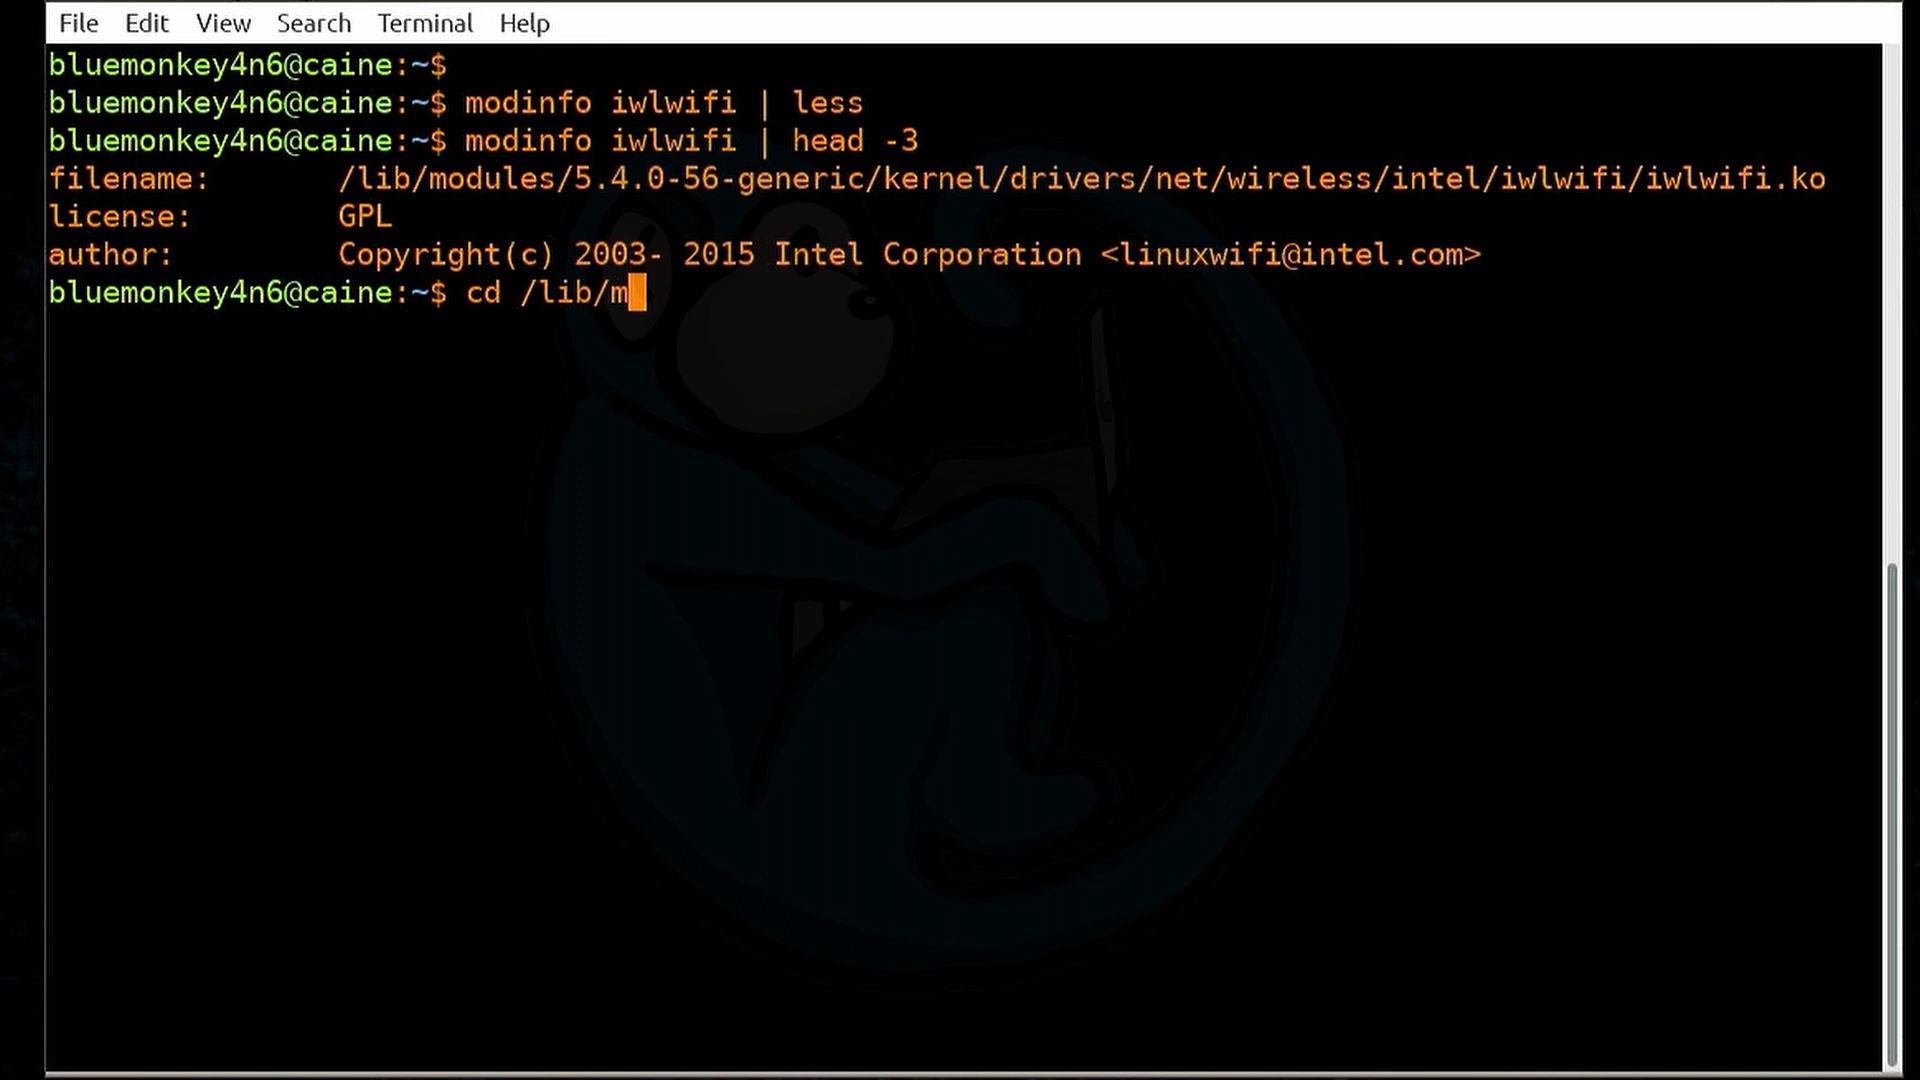 File Edit View Search Terminal Help
bluemonkey4n6@caine:~$
bluemonkey4n6@caine:~$ modinfo iwlwifi | less
bluemonkey4n6@caine:~$ modinfo iwlwifi | head -3
filename:       /lib/modules/5.4.0-56-generic/kernel/drivers/net/wireless/intel/iwlwifi/iwlwifi.ko
license:        GPL
author:         Copyright(c) 2003- 2015 Intel Corporation <linuxwifi@intel.com>
bluemonkey4n6@caine:~$ cd /lib/m